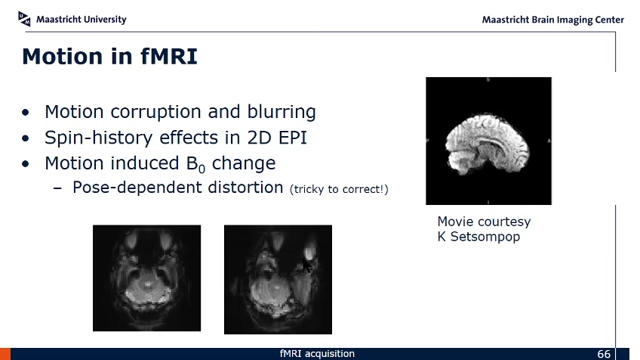 Maastricht University
Maastricht Brain Imaging Center
Motion in fMRI
• Motion corruption and blurring
• Spin-history effects in 2D EPI
• Motion induced B0 change
– Pose-dependent distortion (tricky to correct!)
Movie courtesy
K Setsompop
fMRI acquisition
66